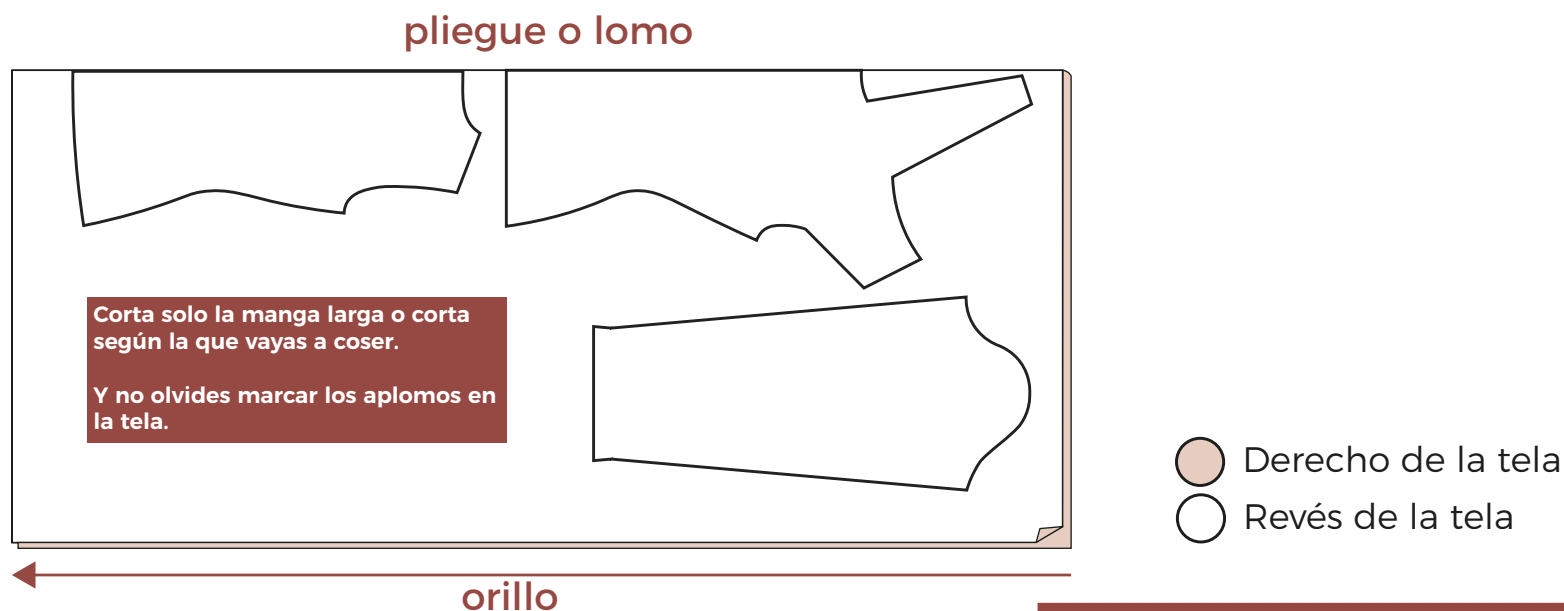 pliegue o lomo
Corta solo la manga larga o corta
según la que vayas a coser.
Y no olvides marcar los aplomos en
la tela.
Derecho de la tela
Revés de la tela
orillo